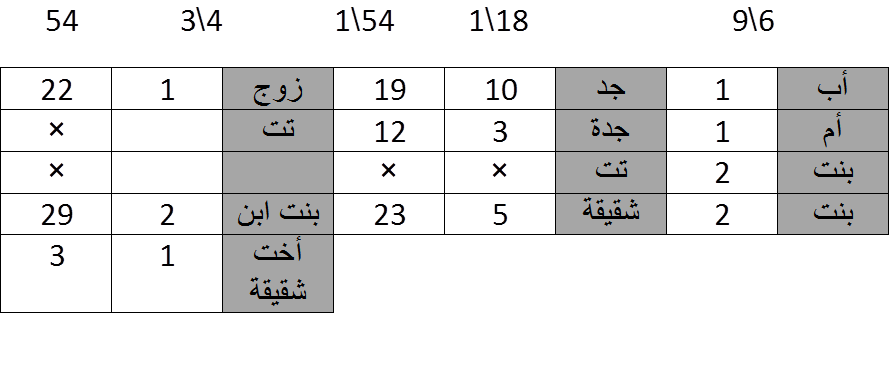 9\6 1\18 1\54 3\4 54
أب 1 جد 10 19 زوج 1 22
أم 1 جدة 3 12 تت ×
بنت 2 تت × × ×
بنت 2 شقيقة 5 23 بنت ابن 2 29
أخت 1 3
شقيقة